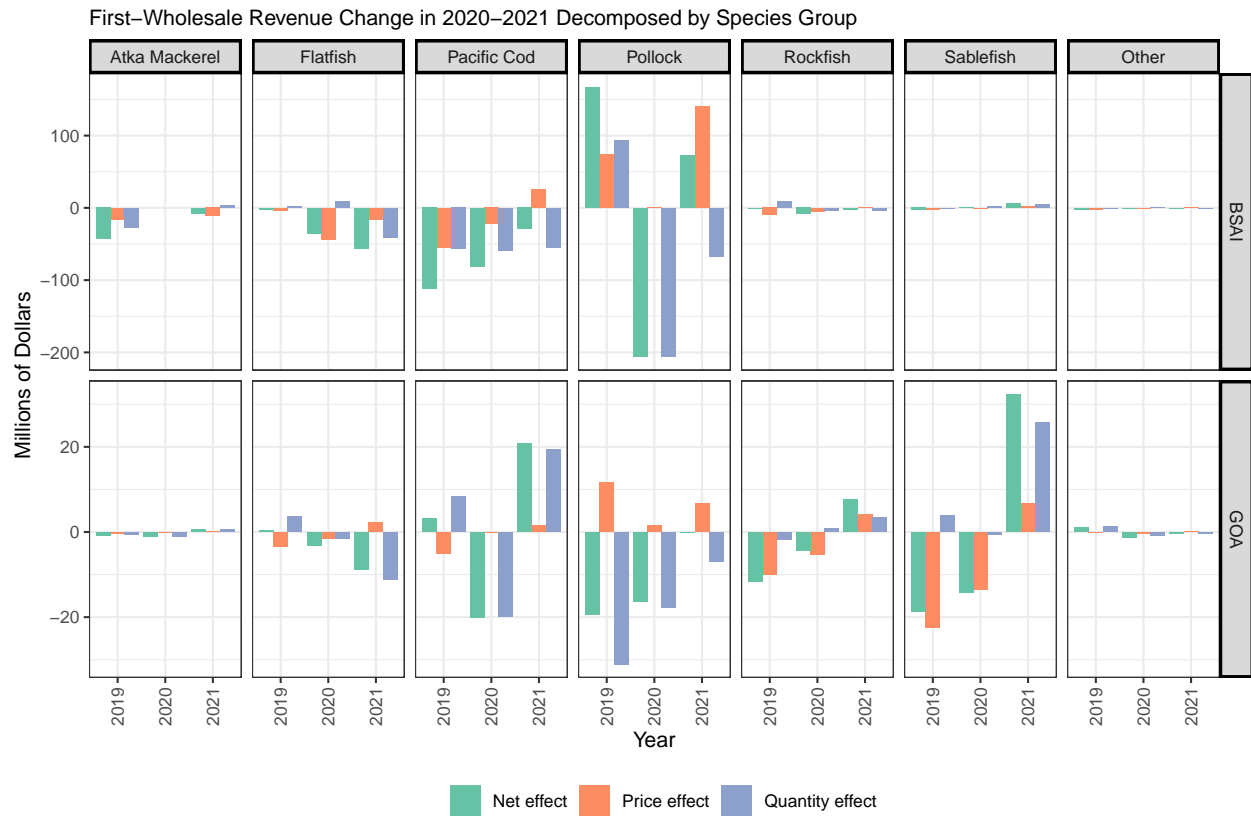 First−Wholesale Revenue Change in 2020−2021 Decomposed by Species Group
Atka Mackerel
Flatfish
Pacific Cod
Pollock
Rockfish
Sablefish
Other
100
0
−100
−200
BSAI
20
0
−20
GOA
Millions of Dollars
2019
2020
2021
2019
2020
2021
2019
2020
2021
2019
2020
2021
2019
2020
2021
2019
2020
2021
2019
2020
2021
Year
Net effect
Price effect
Quantity effect